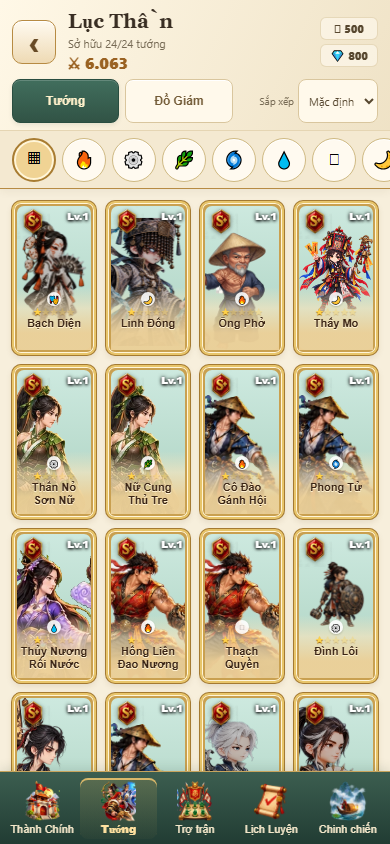 Lục Thần
Sở hữu 24/24 tướng
6.063
500
800
Tướng
Đồ Giám
Sắp xếp
Mặc định
S+ Lv.1
S+ Lv.1
S+ Lv.1
S+ Lv.1
Bạch Diện
Linh Đồng
Ông Phở
Thầy Mo
S+ Lv.1
S+ Lv.1
S+ Lv.1
S+ Lv.1
Thần Nỏ
Sơn Nữ
Nữ Cung
Thủ Tre
Cô Đào
Gánh Hội
Phong Tử
S+ Lv.1
S+ Lv.1
S+ Lv.1
S+ Lv.1
Thủy Nương
Rối Nước
Hồng Liên
Đao Nương
Thạch
Quyền
Đình Lôi
S+ Lv.1
S+ Lv.1
S+ Lv.1
S+ Lv.1
Thành Chính
Tướng
Trợ trận
Lịch Luyện
Chinh chiến